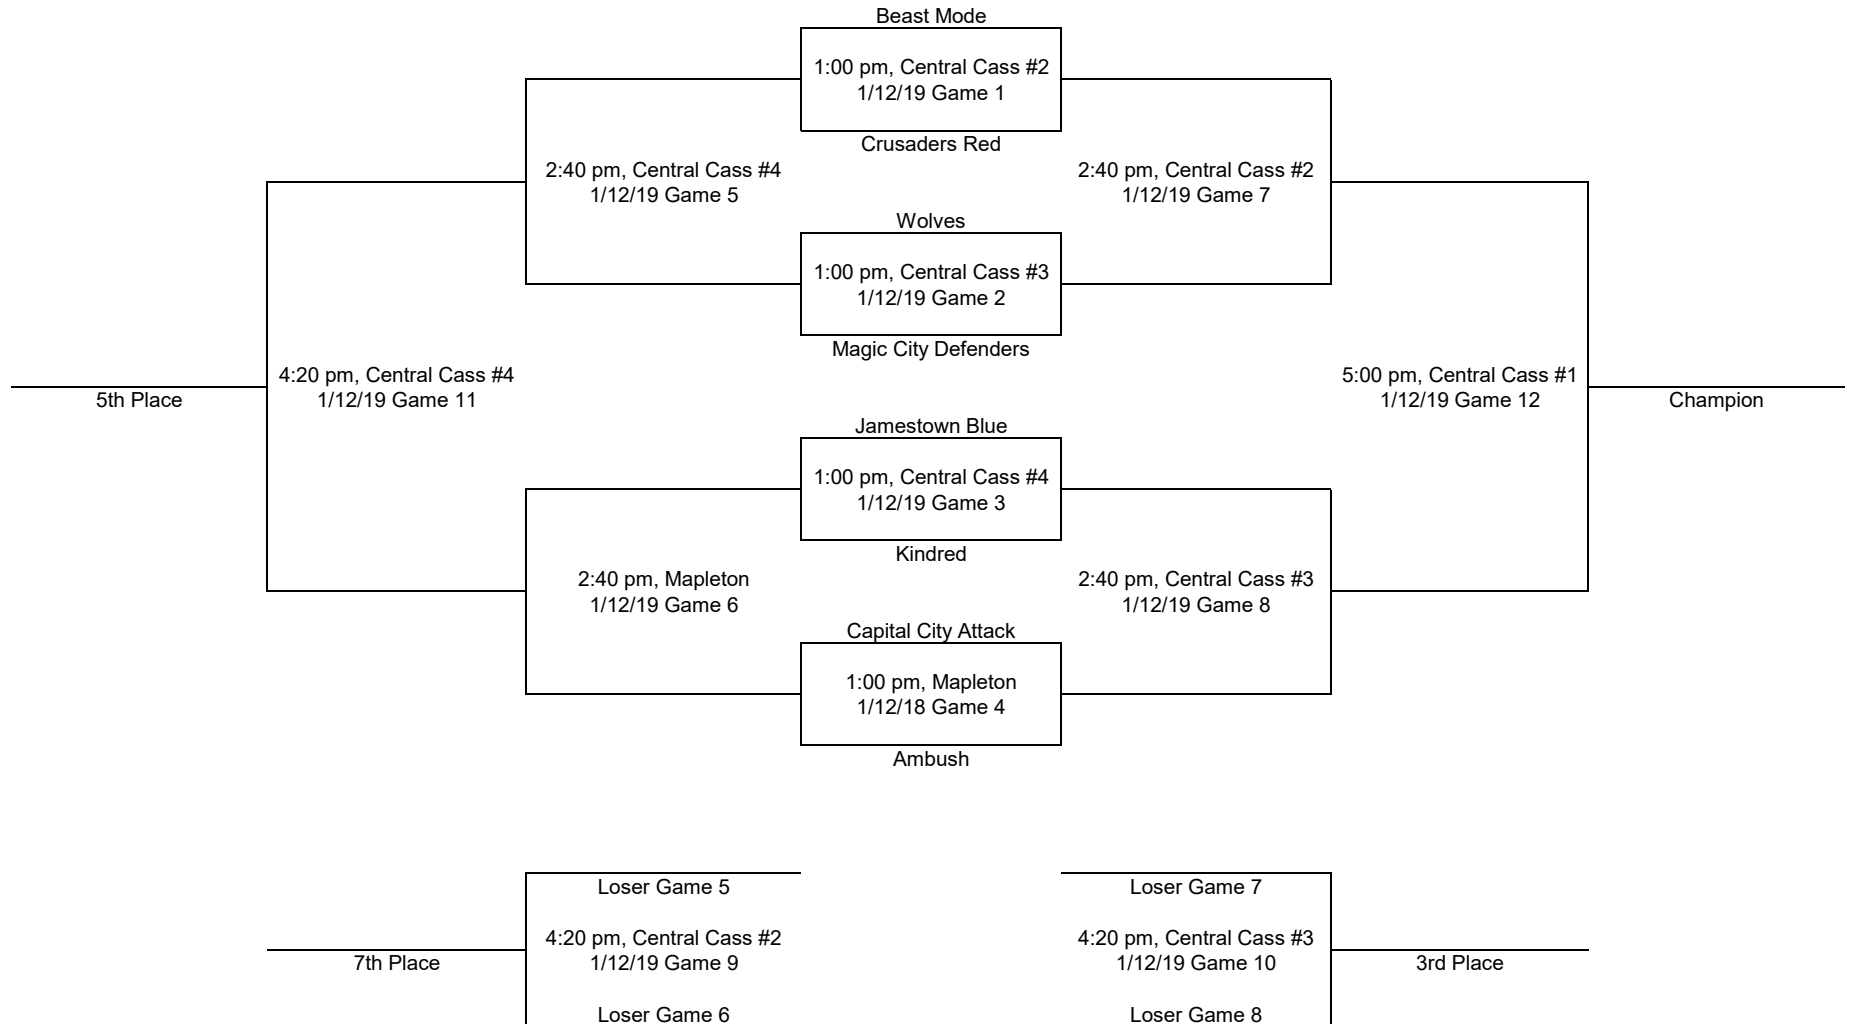 Beast Mode
1:00 pm, Central Cass #2
1/12/19 Game 1
Crusaders Red
2:40 pm, Central Cass #4
1/12/19 Game 5
2:40 pm, Central Cass #2
1/12/19 Game 7
Wolves
1:00 pm, Central Cass #3
1/12/19 Game 2
Magic City Defenders
4:20 pm, Central Cass #4
1/12/19 Game 11
5th Place
5:00 pm, Central Cass #1
1/12/19 Game 12
Champion
Jamestown Blue
1:00 pm, Central Cass #4
1/12/19 Game 3
Kindred
2:40 pm, Mapleton
1/12/19 Game 6
2:40 pm, Central Cass #3
1/12/19 Game 8
Capital City Attack
1:00 pm, Mapleton
1/12/18 Game 4
Ambush
Loser Game 5
4:20 pm, Central Cass #2
1/12/19 Game 9
7th Place
Loser Game 6
Loser Game 7
4:20 pm, Central Cass #3
1/12/19 Game 10
3rd Place
Loser Game 8